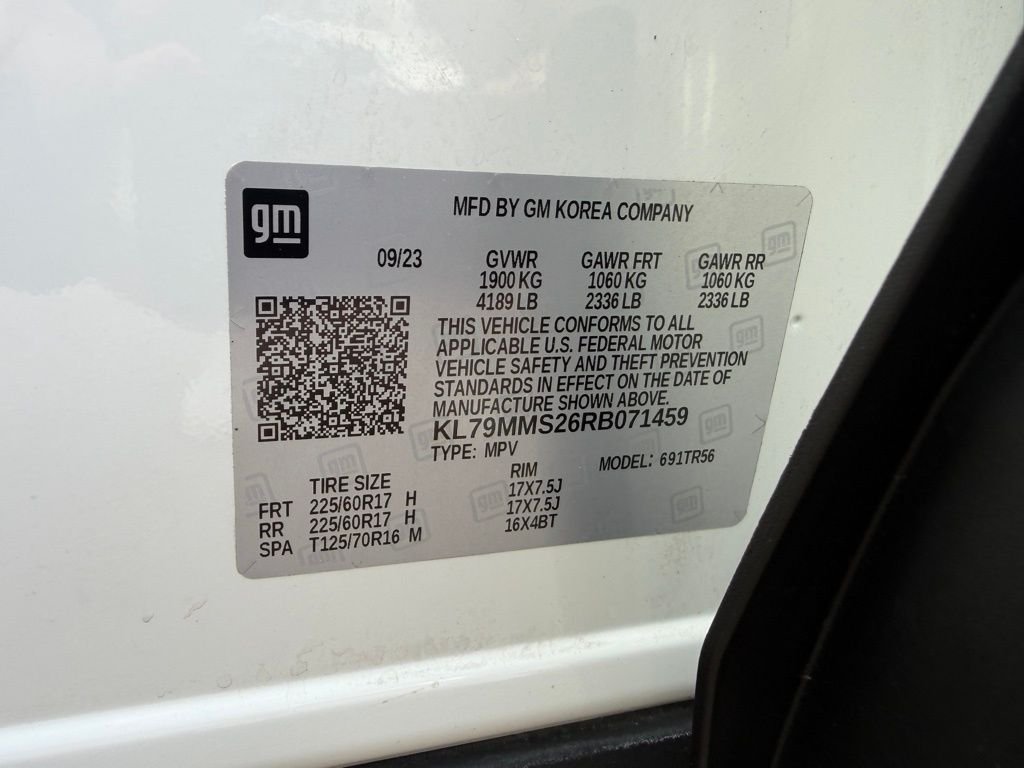 gm
MFD BY GM KOREA COMPANY
09/23 GVWR GAWR FRT GAWR RR
1900 KG 1060 KG 1060 KG
4189 LB 2336 LB 2336 LB
THIS VEHICLE CONFORMS TO ALL
APPLICABLE U.S. FEDERAL MOTOR
VEHICLE SAFETY AND THEFT PREVENTION
STANDARDS IN EFFECT ON THE DATE OF
MANUFACTURE SHOWN ABOVE.
KL79MMS26RB071459
TYPE: MPV MODEL: 691TR56
TIRE SIZE RIM
FRT 225/60R17 H 17X7.5J
RR 225/60R17 H 17X7.5J
SPA T125/70R16 M 16X4BT